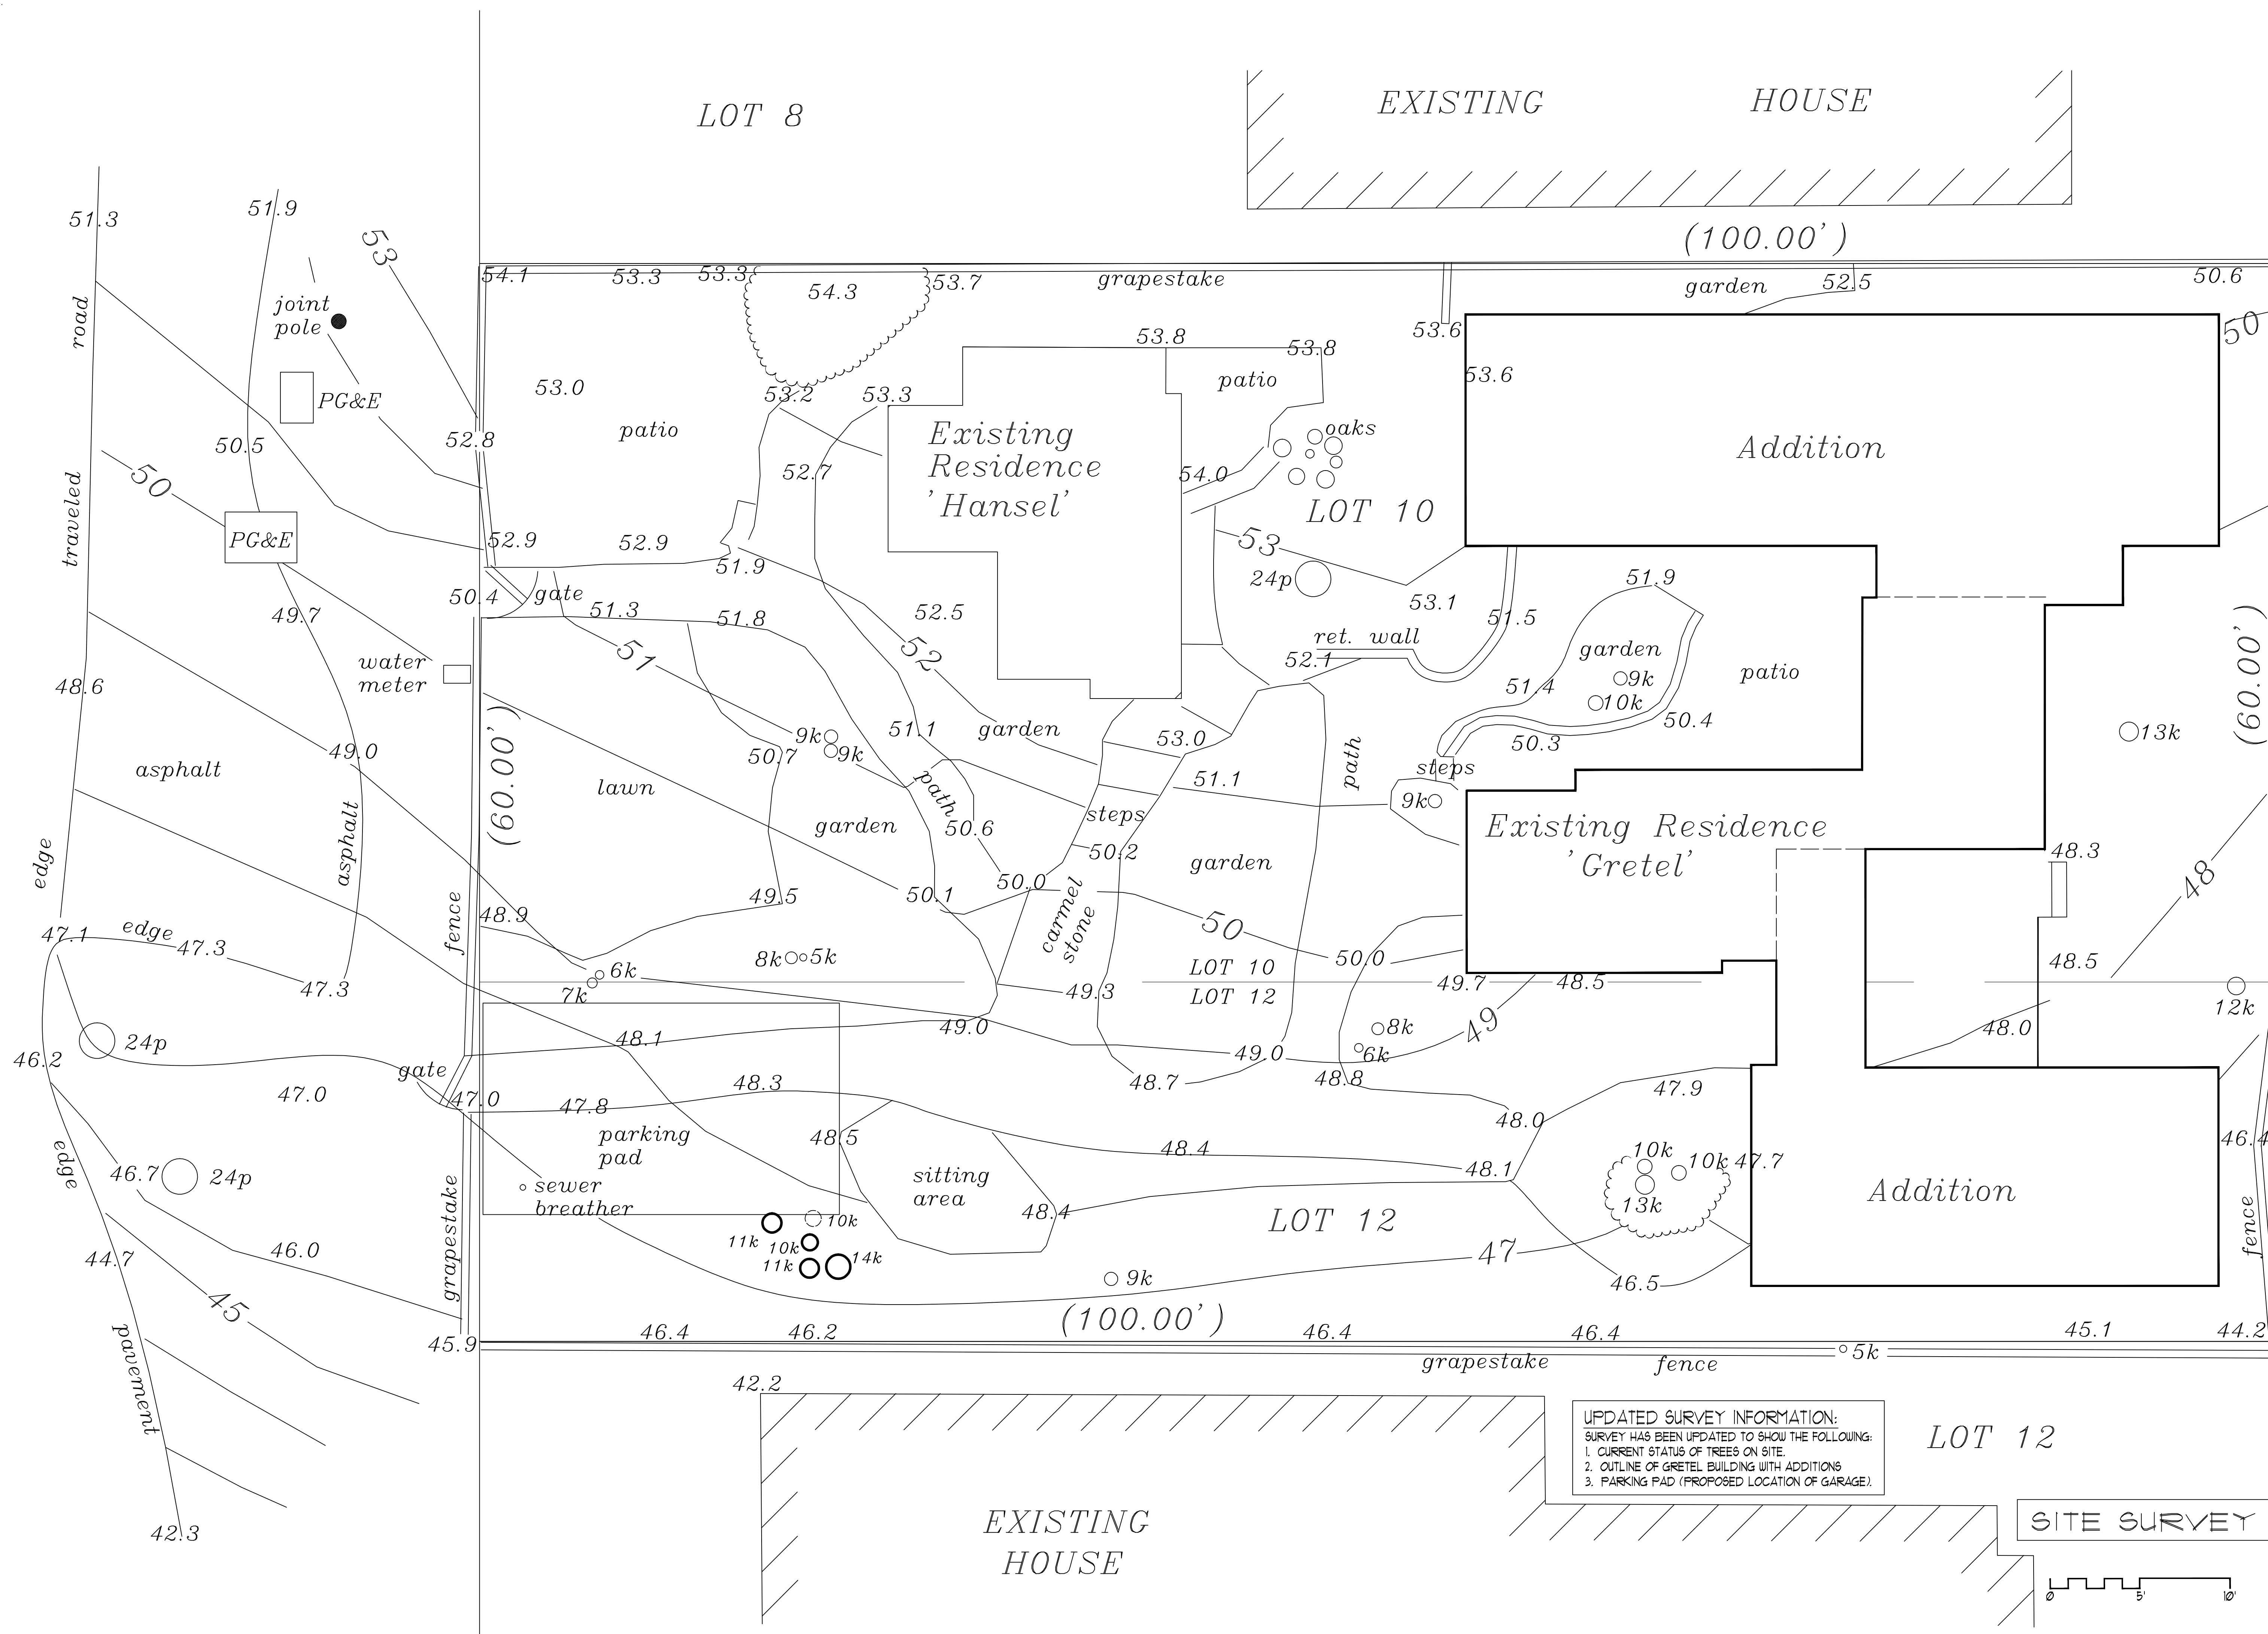 LOT 8
EXISTING HOUSE
(100.00')
51.3
51.9
53
54.1
53.3
53.3
54.3
53.7
grapestake
garden
52.5
50.6
road
joint
pole
53.8
53.8
53.6
50
53.0
53.2
53.3
patio
53.6
PG&E
patio
Existing
Residence
'Hansel'
oaks
Addition
50.5
52.8
50
52.7
54.0
LOT 10
traveled
PG&E
52.9
52.9
51.9
53
24p
51.9
50.4
gate
51.3
51.8
52.5
53.1
51.5
49.7
51
52
ret. wall
52.1
garden
9k
10k
patio
(60.00')
water
meter
48.6
51.4
50.4
9k
9k
51.1
garden
53.0
50.3
13k
49.0
50.7
path
path
steps
asphalt
(60.00')
lawn
51.1
9k
garden
50.6
steps
Existing Residence
'Gretel'
asphalt
edge
50.2
garden
48.3
50.0
49.5
50.1
48
fence
48.9
carmel
stone
50
47.1
edge
47.3
8k
5k
50.0
48.5
6k
7k
LOT 10
LOT 12
47.3
49.3
49.7
48.5
12k
24p
48.1
49.0
49.0
8k
6k
49
48.0
46.2
gate
47.0
47.0
47.8
48.3
48.7
48.8
47.9
48.0
parking
pad
48.5
48.4
48.1
46.4
edge
46.7
24p
sewer
breather
sitting
area
10k
10k
47.7
13k
Addition
grapestake
48.4
LOT 12
10k
11k
10k
11k
14k
fence
44.7
46.0
47
9k
46.5
45
(100.00')
pavement
45.9
46.4
46.2
46.4
46.4
45.1
44.2
grapestake
fence
5k
42.2
UPDATED SURVEY INFORMATION:
SURVEY HAS BEEN UPDATED TO SHOW THE FOLLOWING:
1. CURRENT STATUS OF TREES ON SITE.
2. OUTLINE OF GRETEL BUILDING WITH ADDITIONS
3. PARKING PAD (PROPOSED LOCATION OF GARAGE).
LOT 12
42.3
EXISTING
HOUSE
SITE SURVEY
0 5' 10'